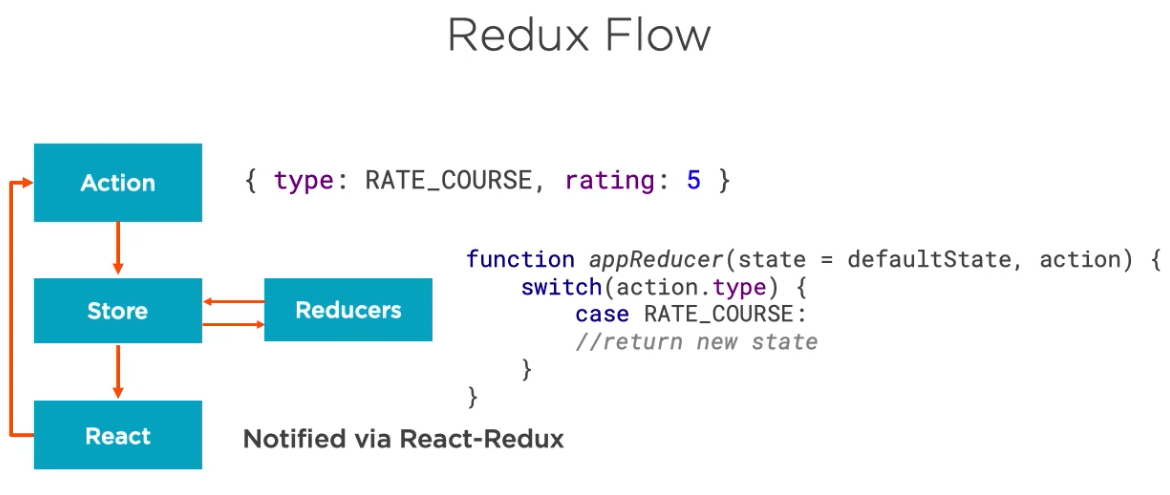 Redux Flow
Action
{ type: RATE_COURSE, rating: 5 }
function appReducer(state = defaultState, action) {
switch(action.type) {
case RATE_COURSE:
//return new state
}
}
Store
Reducers
React
Notified via React-Redux